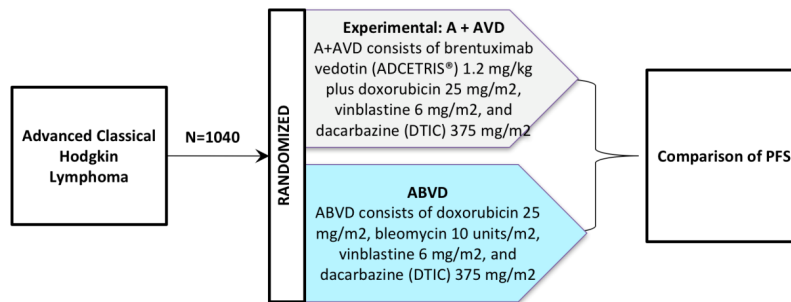 Advanced Classical
Hodgkin
Lymphoma
N=1040
RANDOMIZED
Experimental: A + AVD
A+AVD consists of brentuximab
vedotin (ADCETRIS®) 1.2 mg/kg
plus doxorubicin 25 mg/m2,
vinblastine 6 mg/m2, and
dacarbazine (DTIC) 375 mg/m2
ABVD
ABVD consists of doxorubicin 25
mg/m2, bleomycin 10 units/m2,
vinblastine 6 mg/m2, and
dacarbazine (DTIC) 375 mg/m2
Comparison of PFS